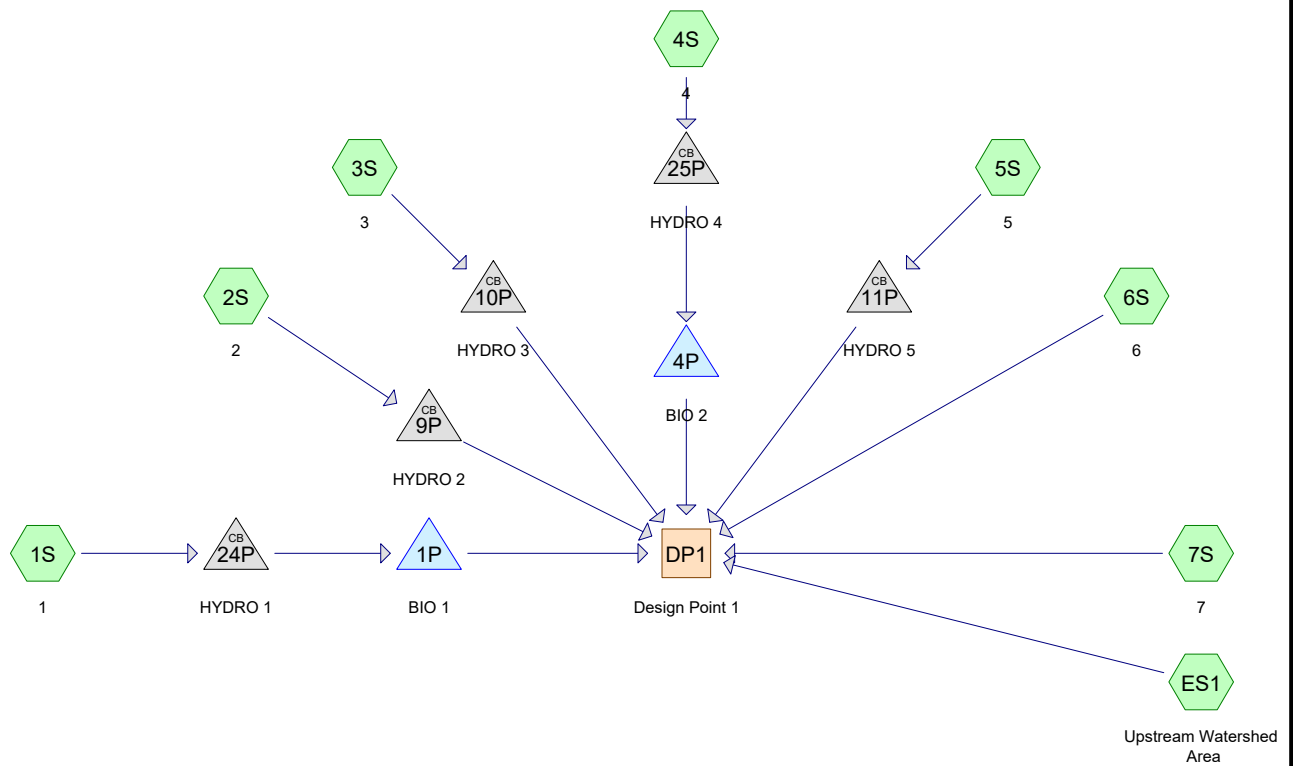 4S
4
CB
25P
HYDRO 4
3S
3
5S
5
CB
10P
HYDRO 3
CB
11P
HYDRO 5
2S
2
6S
6
4P
BIO 2
CB
9P
HYDRO 2
1S
1
CB
24P
HYDRO 1
1P
BIO 1
DP1
Design Point 1
7S
7
ES1
Upstream Watershed
Area